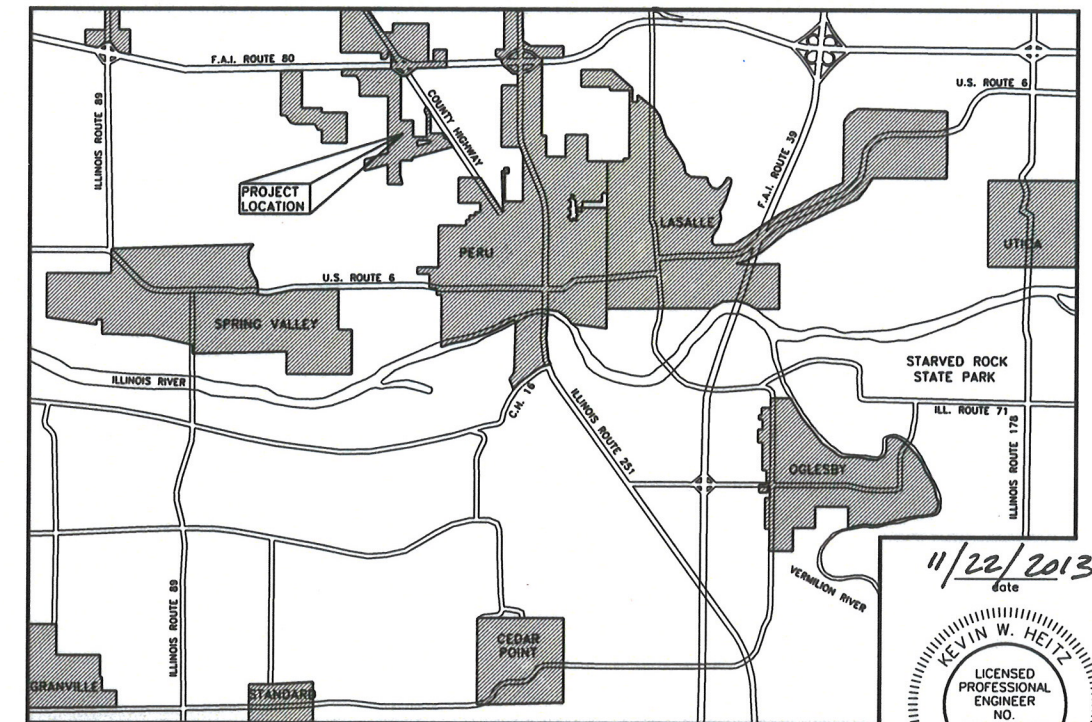 F.A.I. ROUTE 80
U.S. ROUTE 6
ILLINOIS ROUTE 89
COUNTY HIGHWAY
F.A.I. ROUTE 39
PROJECT
LOCATION
LASALLE
UTICA
PERU
U.S. ROUTE 6
SPRING VALLEY
STARVED ROCK
STATE PARK
ILLINOIS RIVER
C.H. 16
ILLINOIS ROUTE 251
ILL. ROUTE 71
ILLINOIS ROUTE 178
OGLESBY
11/22/2013
date
VERMILION RIVER
ILLINOIS ROUTE 89
KEVIN W. HEITZ
CEDAR
POINT
LICENSED
PROFESSIONAL
ENGINEER
NO.
GRANVILLE
STANDARD